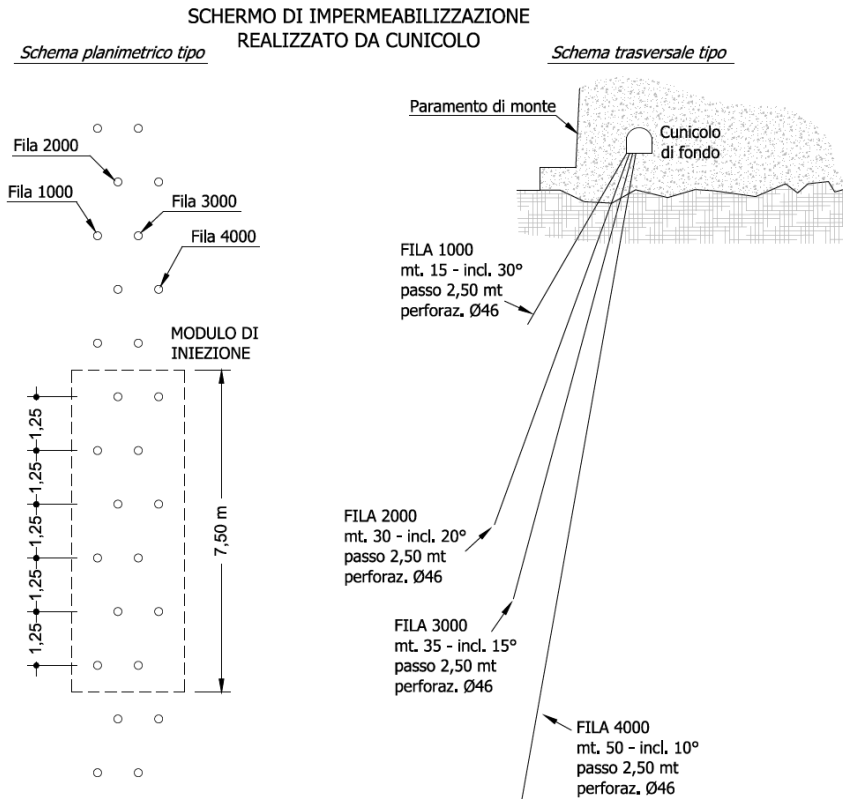 SCHERMO DI IMPERMEABILIZZAZIONE
REALIZZATO DA CUNICOLO
Schema planimetrico tipo
Schema trasversale tipo
Fila 2000
Fila 1000
Fila 3000
Fila 4000
MODULO DI
INIEZIONE
1,25
1,25
1,25
1,25
1,25
7,50 m
Paramento di monte
Cunicolo
di fondo
FILA 1000
mt. 15 - incl. 30°
passo 2,50 mt
perforaz. Ø46
FILA 2000
mt. 30 - incl. 20°
passo 2,50 mt
perforaz. Ø46
FILA 3000
mt. 35 - incl. 15°
passo 2,50 mt
perforaz. Ø46
FILA 4000
mt. 50 - incl. 10°
passo 2,50 mt
perforaz. Ø46